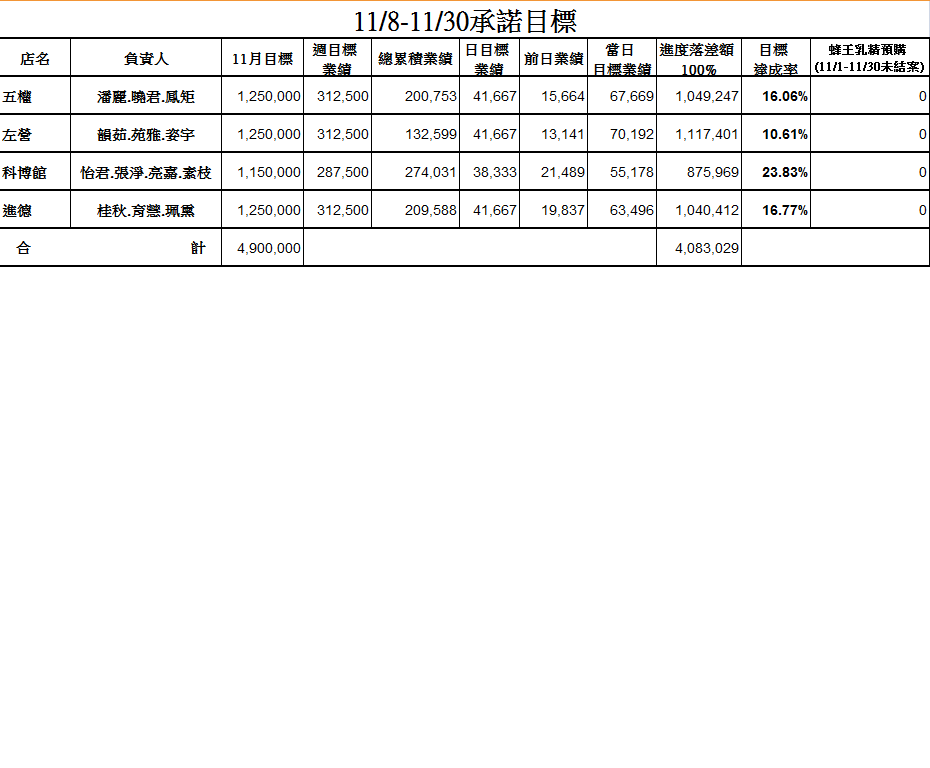 11/8-11/30承諾目標
店名 負責人 11月目標 週目標業績 總累積業績 日目標業績 前日業績 當日目標業績 進度落差額100% 目標達成率 蜂王乳精預購(11/1-11/30未結案)
五權 潘麗.曉君.鳳矩 1,250,000 312,500 200,753 41,667 15,664 67,669 1,049,247 16.06% 0
左營 韻茹.苑雅.姿宇 1,250,000 312,500 132,599 41,667 13,141 70,192 1,117,401 10.61% 0
科博館 怡君.張淨.亮嘉.素枝 1,150,000 287,500 274,031 38,333 21,489 55,178 875,969 23.83% 0
進德 桂秋.育慧.珮黨 1,250,000 312,500 209,588 41,667 19,837 63,496 1,040,412 16.77% 0
合 計 4,900,000 4,083,029